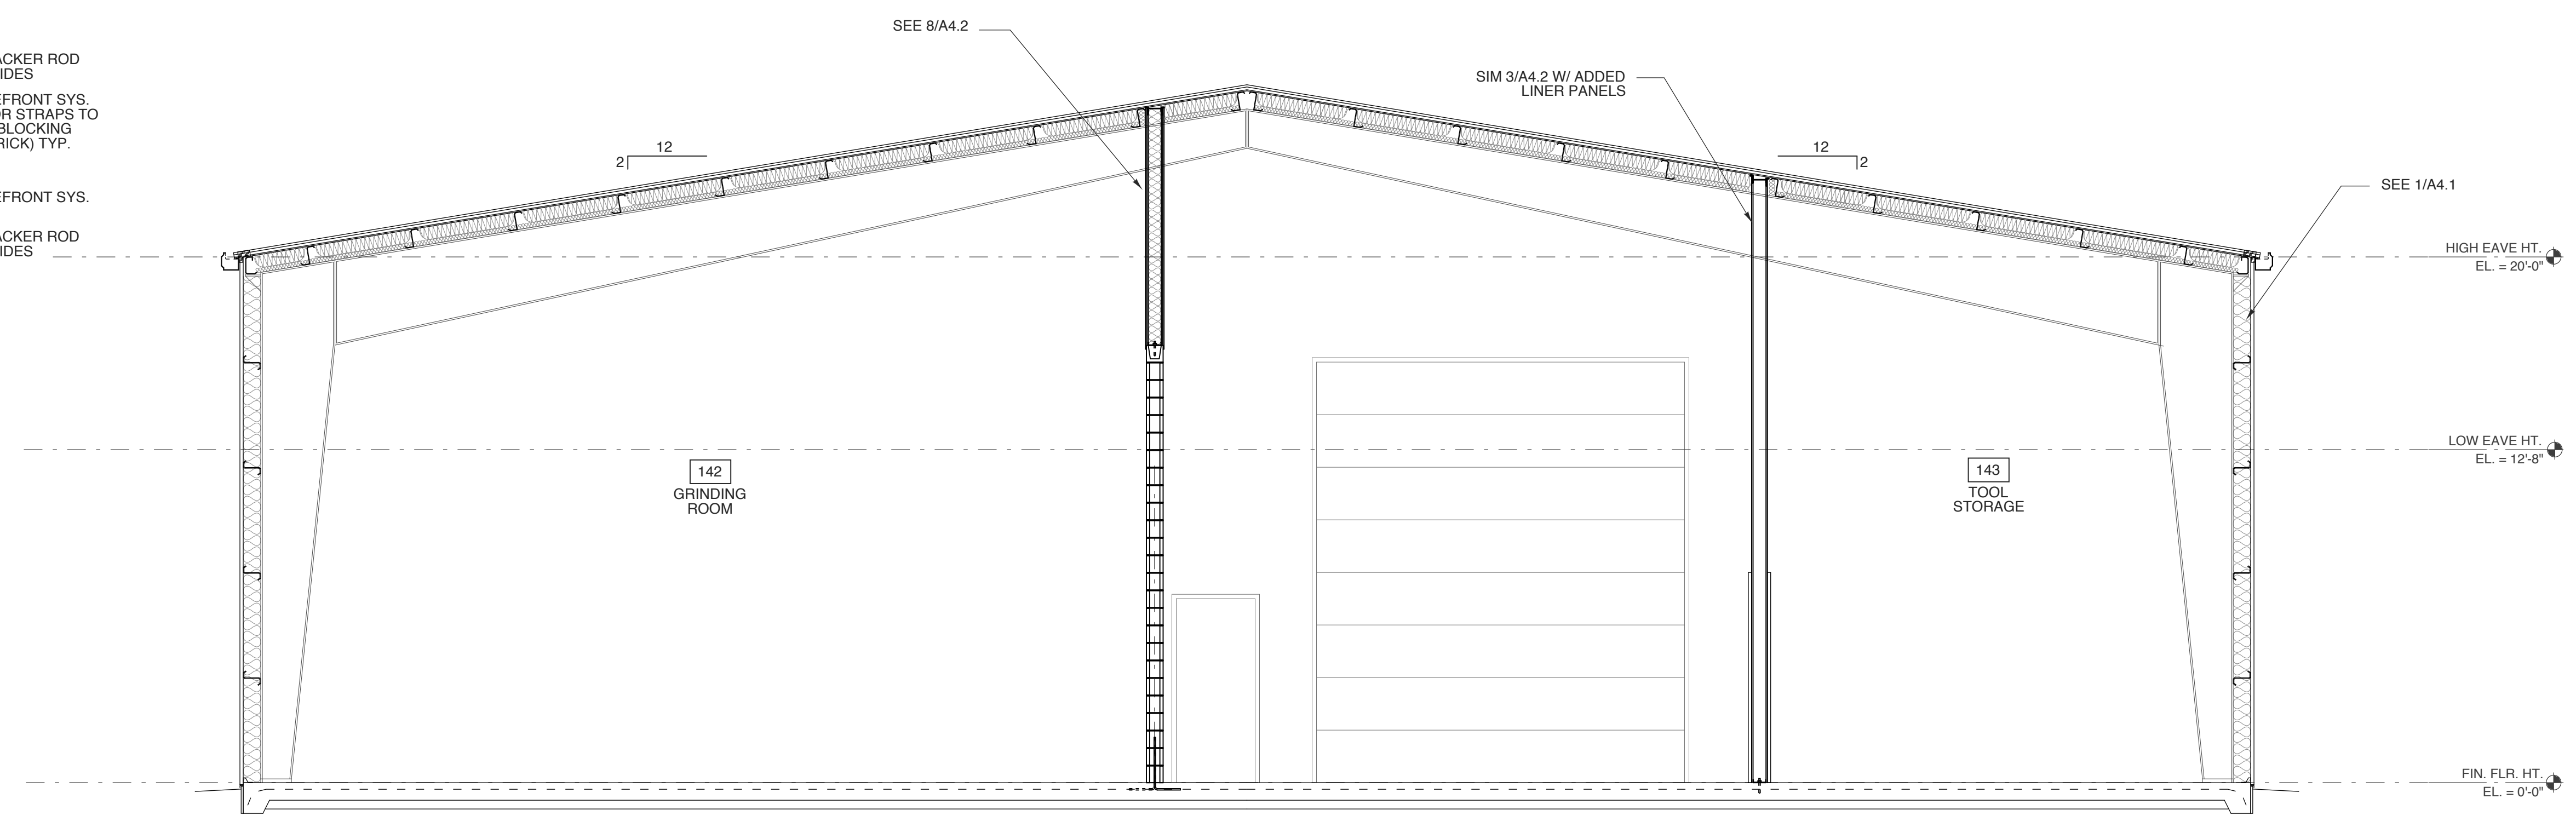 ACKER ROD
IDES
EFRONT SYS.
OR STRAPS TO
BLOCKING
RICK) TYP.
EFRONT SYS.
ACKER ROD
IDES
SEE 8/A4.2
SIM 3/A4.2 W/ ADDED
LINER PANELS
12
2
12
2
SEE 1/A4.1
HIGH EAVE HT.
EL. = 20'-0"
LOW EAVE HT.
EL. = 12'-8"
142
GRINDING
ROOM
143
TOOL
STORAGE
FIN. FLR. HT.
EL. = 0'-0"